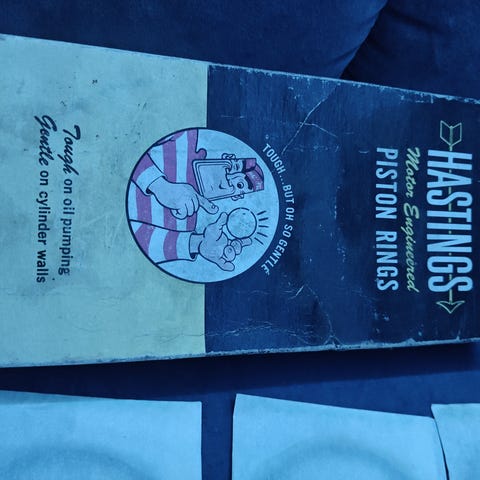 HASTINGS
Motor Engineered
PISTON RINGS
TOUGH...BUT OH SO GENTLE
Tough on oil pumping
Gentle on cylinder walls